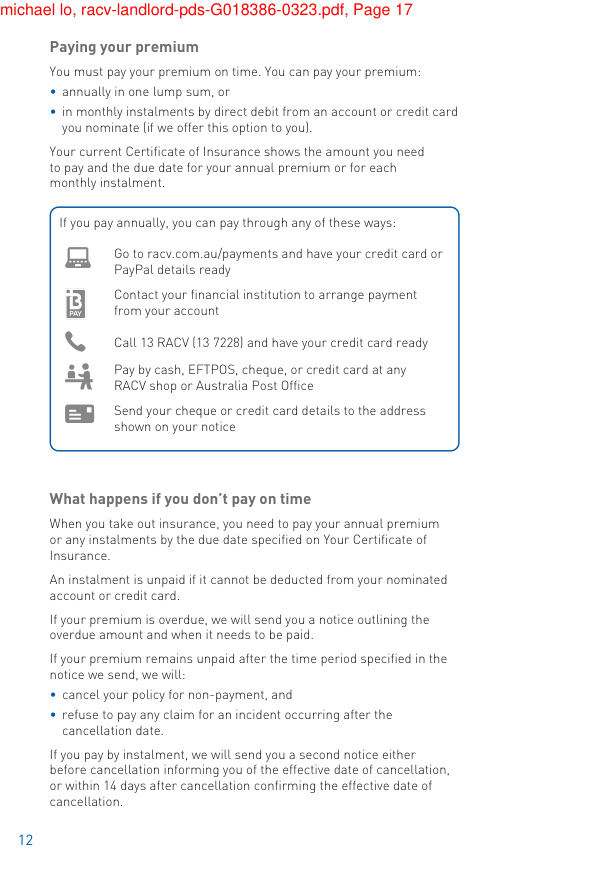 michael lo, racv-landlord-pds-G018386-0323.pdf, Page 17
Paying your premium
You must pay your premium on time. You can pay your premium:
• annually in one lump sum, or
• in monthly instalments by direct debit from an account or credit card
you nominate (if we offer this option to you).
Your current Certificate of Insurance shows the amount you need
to pay and the due date for your annual premium or for each
monthly instalment.
If you pay annually, you can pay through any of these ways:
Go to racv.com.au/payments and have your credit card or
PayPal details ready
B
PAY
Contact your financial institution to arrange payment
from your account
Call 13 RACV (13 7228) and have your credit card ready
Pay by cash, EFTPOS, cheque, or credit card at any
RACV shop or Australia Post Office
Send your cheque or credit card details to the address
shown on your notice
What happens if you don't pay on time
When you take out insurance, you need to pay your annual premium
or any instalments by the due date specified on Your Certificate of
Insurance.
An instalment is unpaid if it cannot be deducted from your nominated
account or credit card.
If your premium is overdue, we will send you a notice outlining the
overdue amount and when it needs to be paid.
If your premium remains unpaid after the time period specified in the
notice we send, we will:
• cancel your policy for non-payment, and
• refuse to pay any claim for an incident occurring after the
cancellation date.
If you pay by instalment, we will send you a second notice either
before cancellation informing you of the effective date of cancellation,
or within 14 days after cancellation confirming the effective date of
cancellation.
12